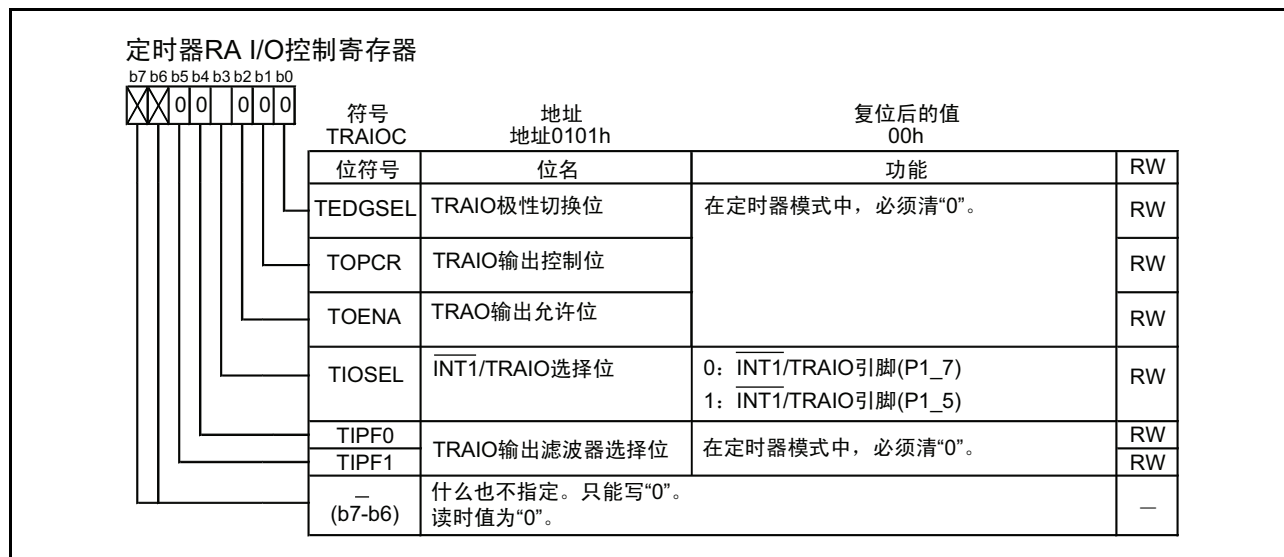 定时器RA I/O控制寄存器
b7 b6 b5 b4 b3 b2 b1 b0
0 0 0 0 0
符号 地址 复位后的值
TRAIOC 地址0101h 00h
位符号 位名 功能 RW
TEDGSEL TRAIO极性切换位 在定时器模式中，必须清“0”。 RW
TOPCR TRAIO输出控制位 RW
TOENA TRAO输出允许位 RW
TIOSEL INT1/TRAIO选择位 0：INT1/TRAIO引脚(P1_7) RW
1：INT1/TRAIO引脚(P1_5)
TIPF0 TRAIO输出滤波器选择位 在定时器模式中，必须清“0”。 RW
TIPF1 RW
— 什么也不指定。只能写“0”。 —
(b7-b6) 读时值为“0”。